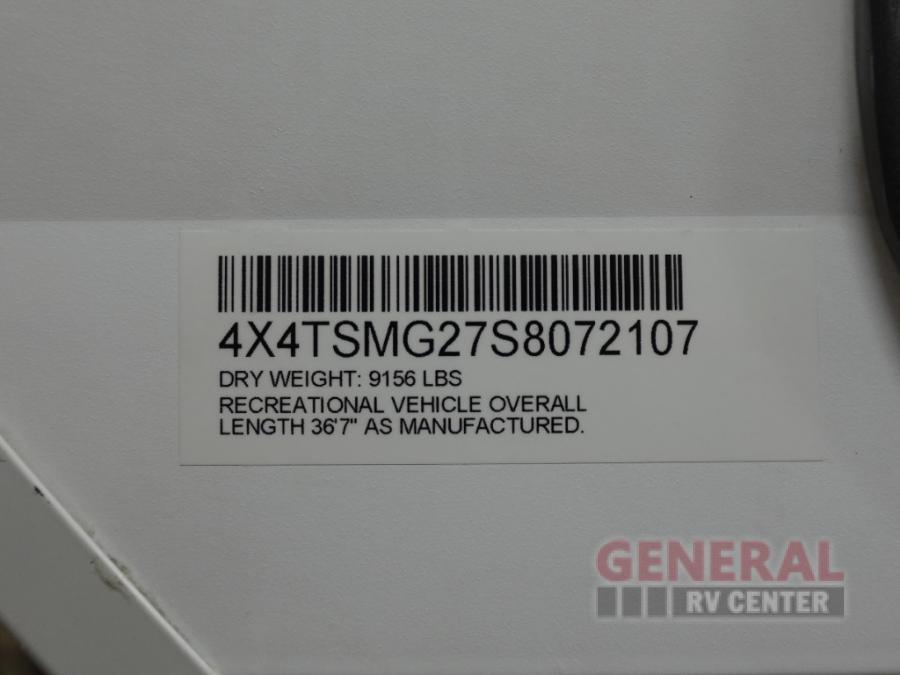 4X4TSMG27S8072107
DRY WEIGHT: 9156 LBS
RECREATIONAL VEHICLE OVERALL
LENGTH 36'7" AS MANUFACTURED.
GENERAL
RV CENTER